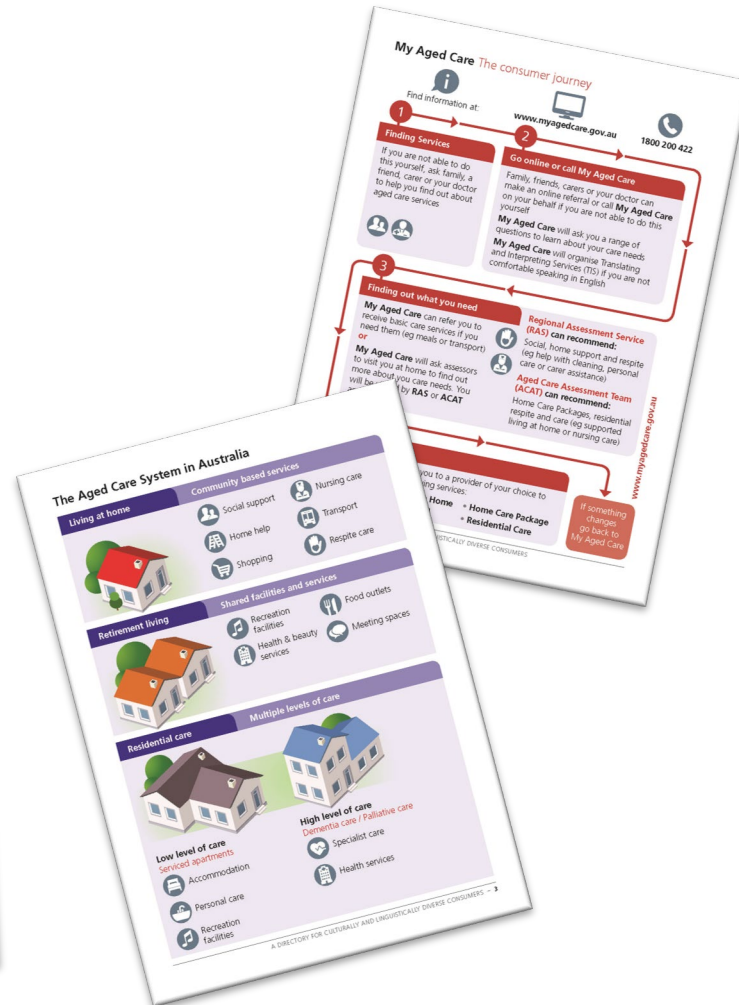 My Aged Care The consumer journey
Find information at:
www.myagedcare.gov.au
1800 200 422
1
Finding Services
If you are not able to do
this yourself, ask family, a
friend, carer or your doctor
to help you find out about
aged care services
2
Go online or call My Aged Care
Family, friends, carers or your doctor can
make an online referral or call My Aged Care
on your behalf if you are not able to do this
yourself
My Aged Care will ask you a range of
questions to learn about your care needs
My Aged Care will organise Translating
and Interpreting Services (TIS) if you are not
comfortable speaking in English
3
Finding out what you need
My Aged Care can refer you to
receive basic care services if you
need them (eg meals or transport)
or
My Aged Care will ask assessors
to visit you at home to find out
more about you care needs. You
will be by RAS or ACAT
Regional Assessment Service
(RAS) can recommend:
Social, home support and respite
(eg help with cleaning, personal
care or carer assistance)
Aged Care Assessment Team
(ACAT) can recommend:
Home Care Packages, residential
respite and care (eg supported
living at home or nursing care)
www.myagedcare.gov.au
you to a provider of your choice to
services:
Home • Home Care Package
• Residential Care
If something
changes
go back to
My Aged Care
DIVERSE CONSUMERS
The Aged Care System in Australia
Living at home
Community based services
Social support
Nursing care
Home help
Transport
Shopping
Respite care
Retirement living
Shared facilities and services
Recreation
facilities
Food outlets
Health & beauty
services
Meeting spaces
Residential care
Multiple levels of care
Low level of care
Serviced apartments
Accommodation
Personal care
Recreation
facilities
High level of care
Dementia care / Palliative care
Specialist care
Health services
A DIRECTORY FOR CULTURALLY AND LINGUISTICALLY DIVERSE CONSUMERS – 3